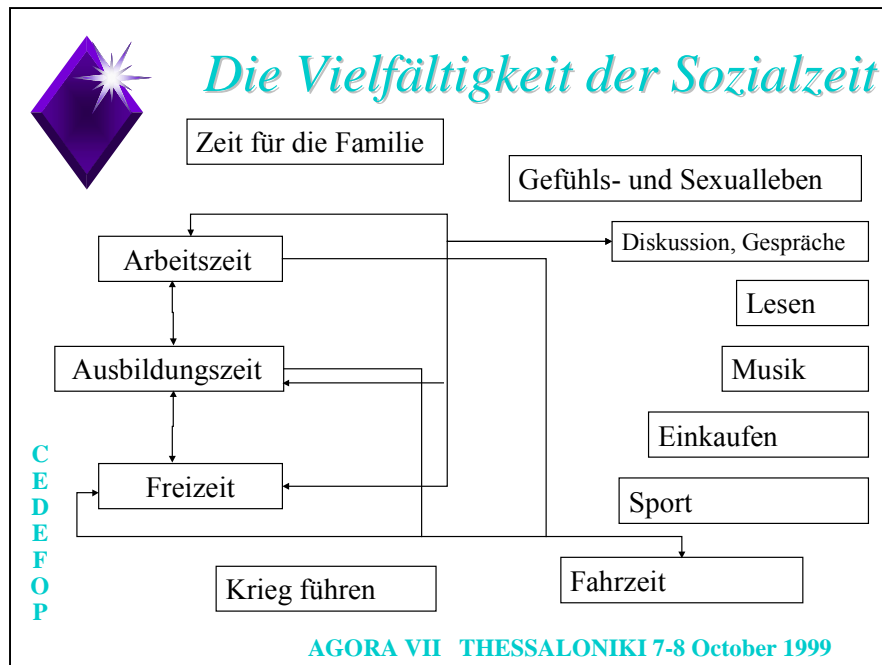 Die Vielfältigkeit der Sozialzeit
Zeit für die Familie
Gefühls- und Sexualleben
Diskussion, Gespräche
Arbeitszeit
Lesen
Ausbildungszeit
Musik
Einkaufen
Freizeit
Sport
Krieg führen
Fahrzeit
CEDEFOP
AGORA VII THESSALONIKI 7-8 October 1999